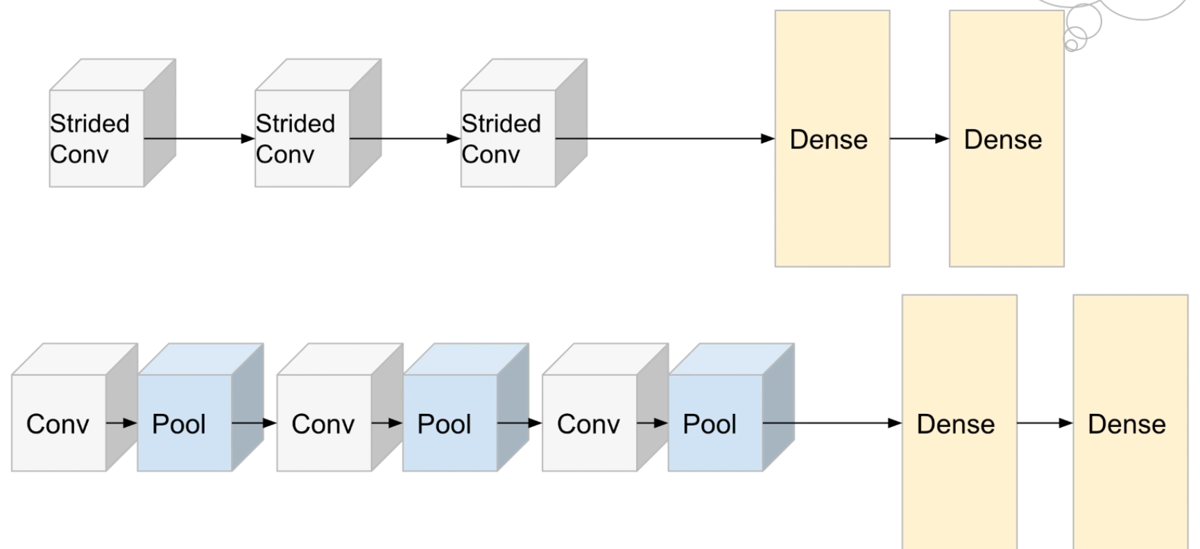 Strided
Conv
Strided
Conv
Strided
Conv
Dense
Dense
Conv
Pool
Conv
Pool
Conv
Pool
Dense
Dense